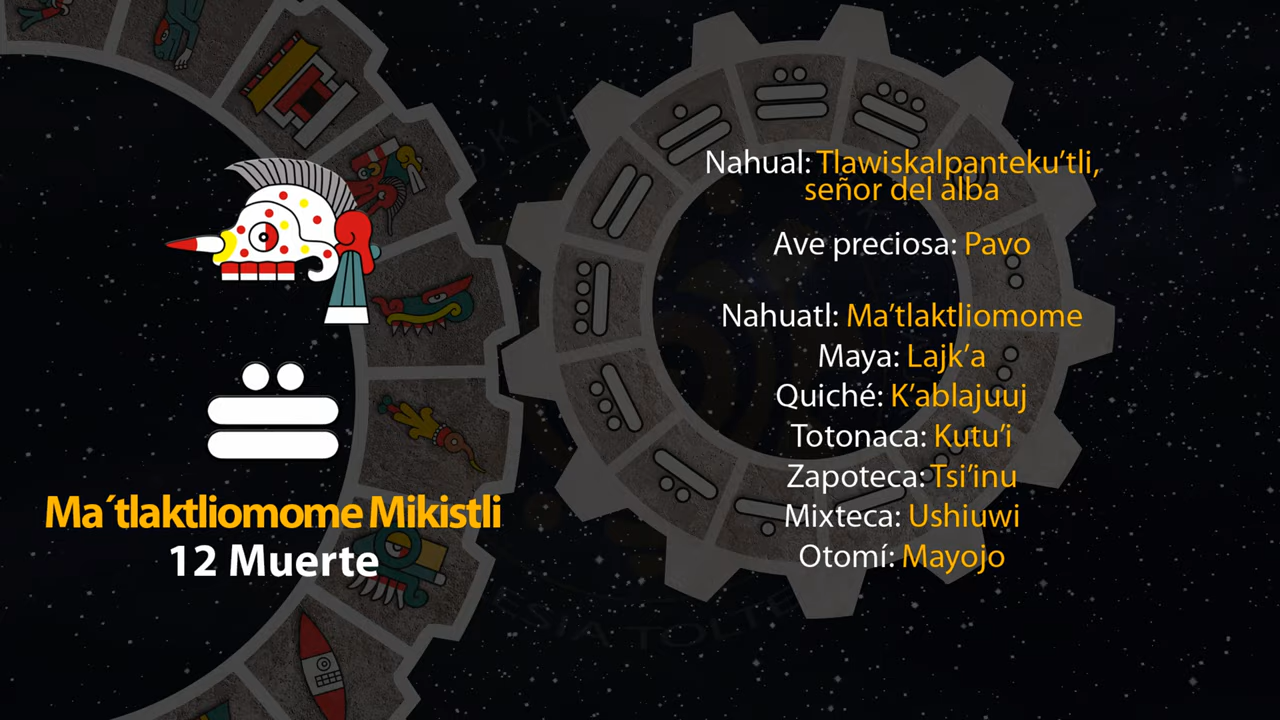 Nahual: Tlawiskalpanteku’tli,
señor del alba
Ave preciosa: Pavo
Nahuatl: Ma’tlaktliomome
Maya: Lajk’a
Quiché: K’ablajuuj
Totonaca: Kutu’i
Zapoteca: Tsi’inu
Mixteca: Ushiuwi
Otomí: Mayojo
Ma´tlaktliomome Mikistli
12 Muerte